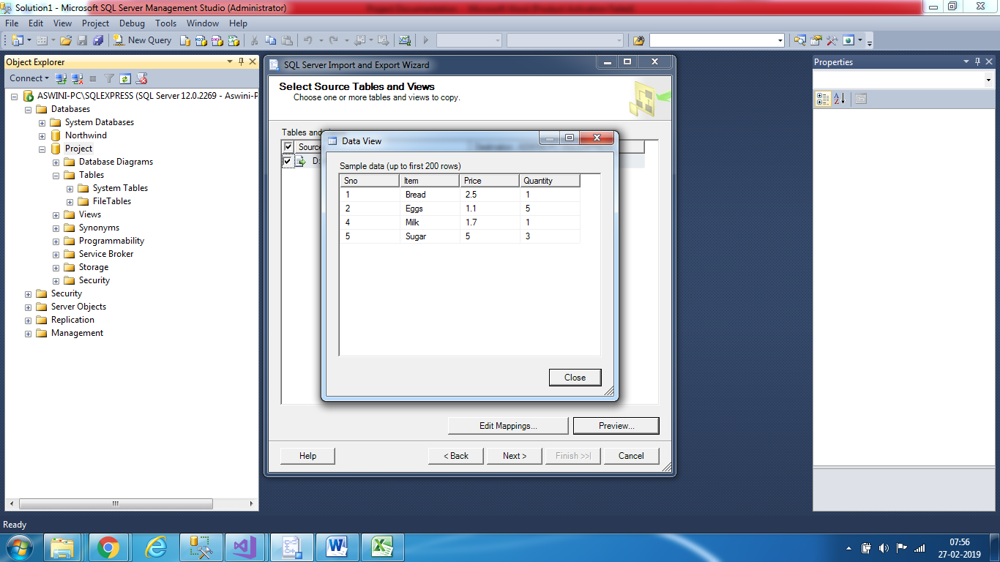 Solution1 - Microsoft SQL Server Management Studio (Administrator)
File Edit View Project Debug Tools Window Help
New Query
Object Explorer
Connect
ASWINI-PC\SQLEXPRESS (SQL Server 12.0.2269 - Aswini-P
Databases
System Databases
Northwind
Project
Database Diagrams
Tables
System Tables
FileTables
Views
Synonyms
Programmability
Service Broker
Storage
Security
Security
Server Objects
Replication
Management
SQL Server Import and Export Wizard
Select Source Tables and Views
Choose one or more tables and views to copy.
Tables and
Source
D:
Data View
Sample data (up to first 200 rows)
Sno Item Price Quantity
1 Bread 2.5 1
2 Eggs 1.1 5
4 Milk 1.7 1
5 Sugar 5 3
Close
Edit Mappings... Preview...
Help < Back Next > Finish >>| Cancel
Properties
Ready
07:56
27-02-2019